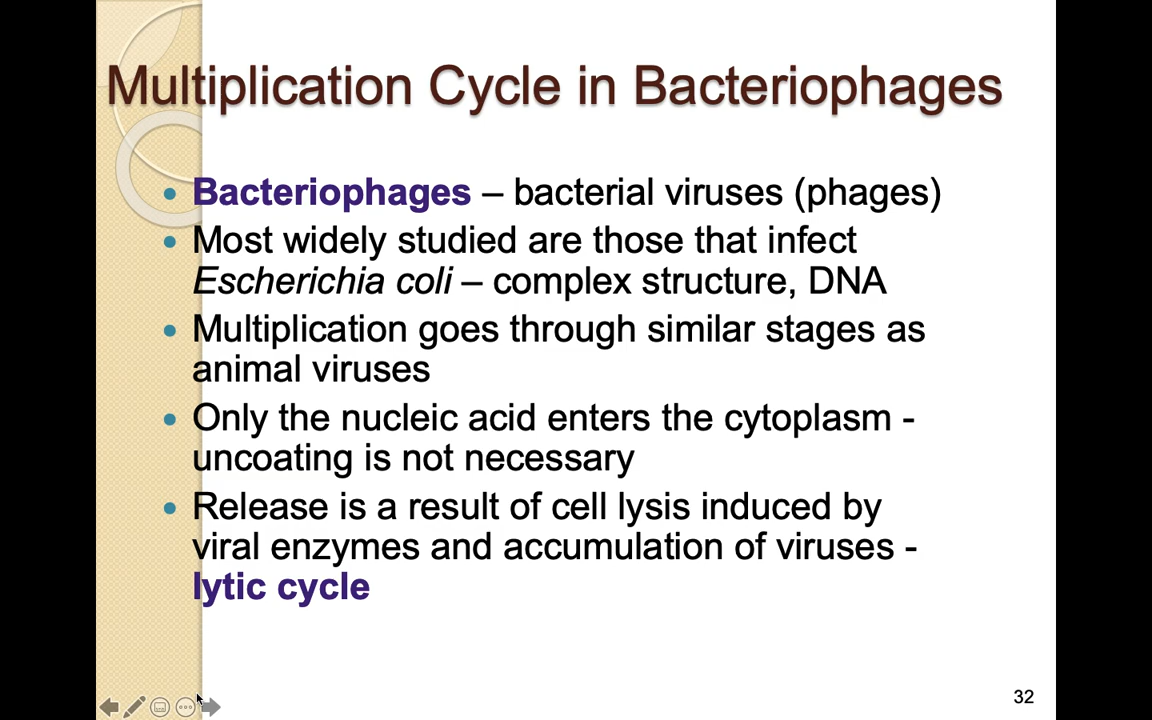 Multiplication Cycle in Bacteriophages
• Bacteriophages – bacterial viruses (phages)
• Most widely studied are those that infect
Escherichia coli – complex structure, DNA
• Multiplication goes through similar stages as
animal viruses
• Only the nucleic acid enters the cytoplasm -
uncoating is not necessary
• Release is a result of cell lysis induced by
viral enzymes and accumulation of viruses -
lytic cycle
32